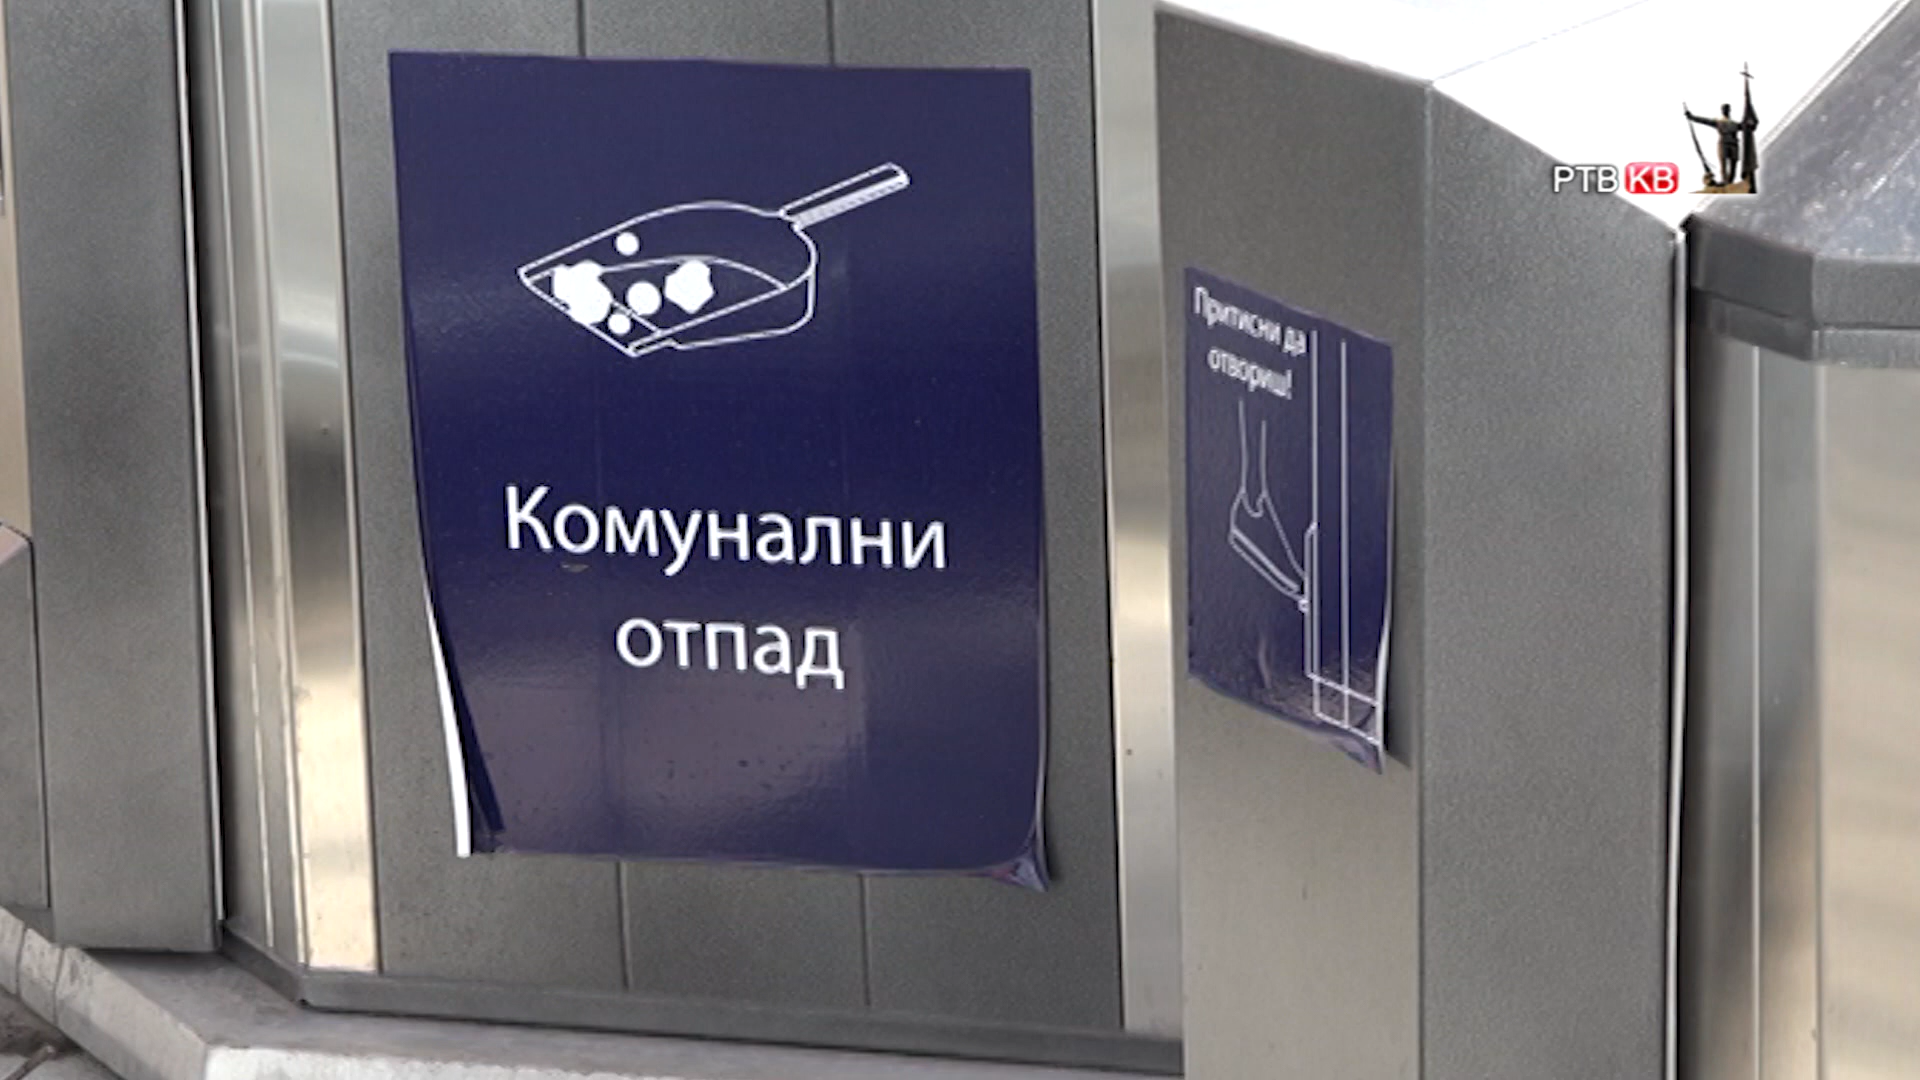 Комунални
отпад
Притисни да
отвориш!
РТВ КВ